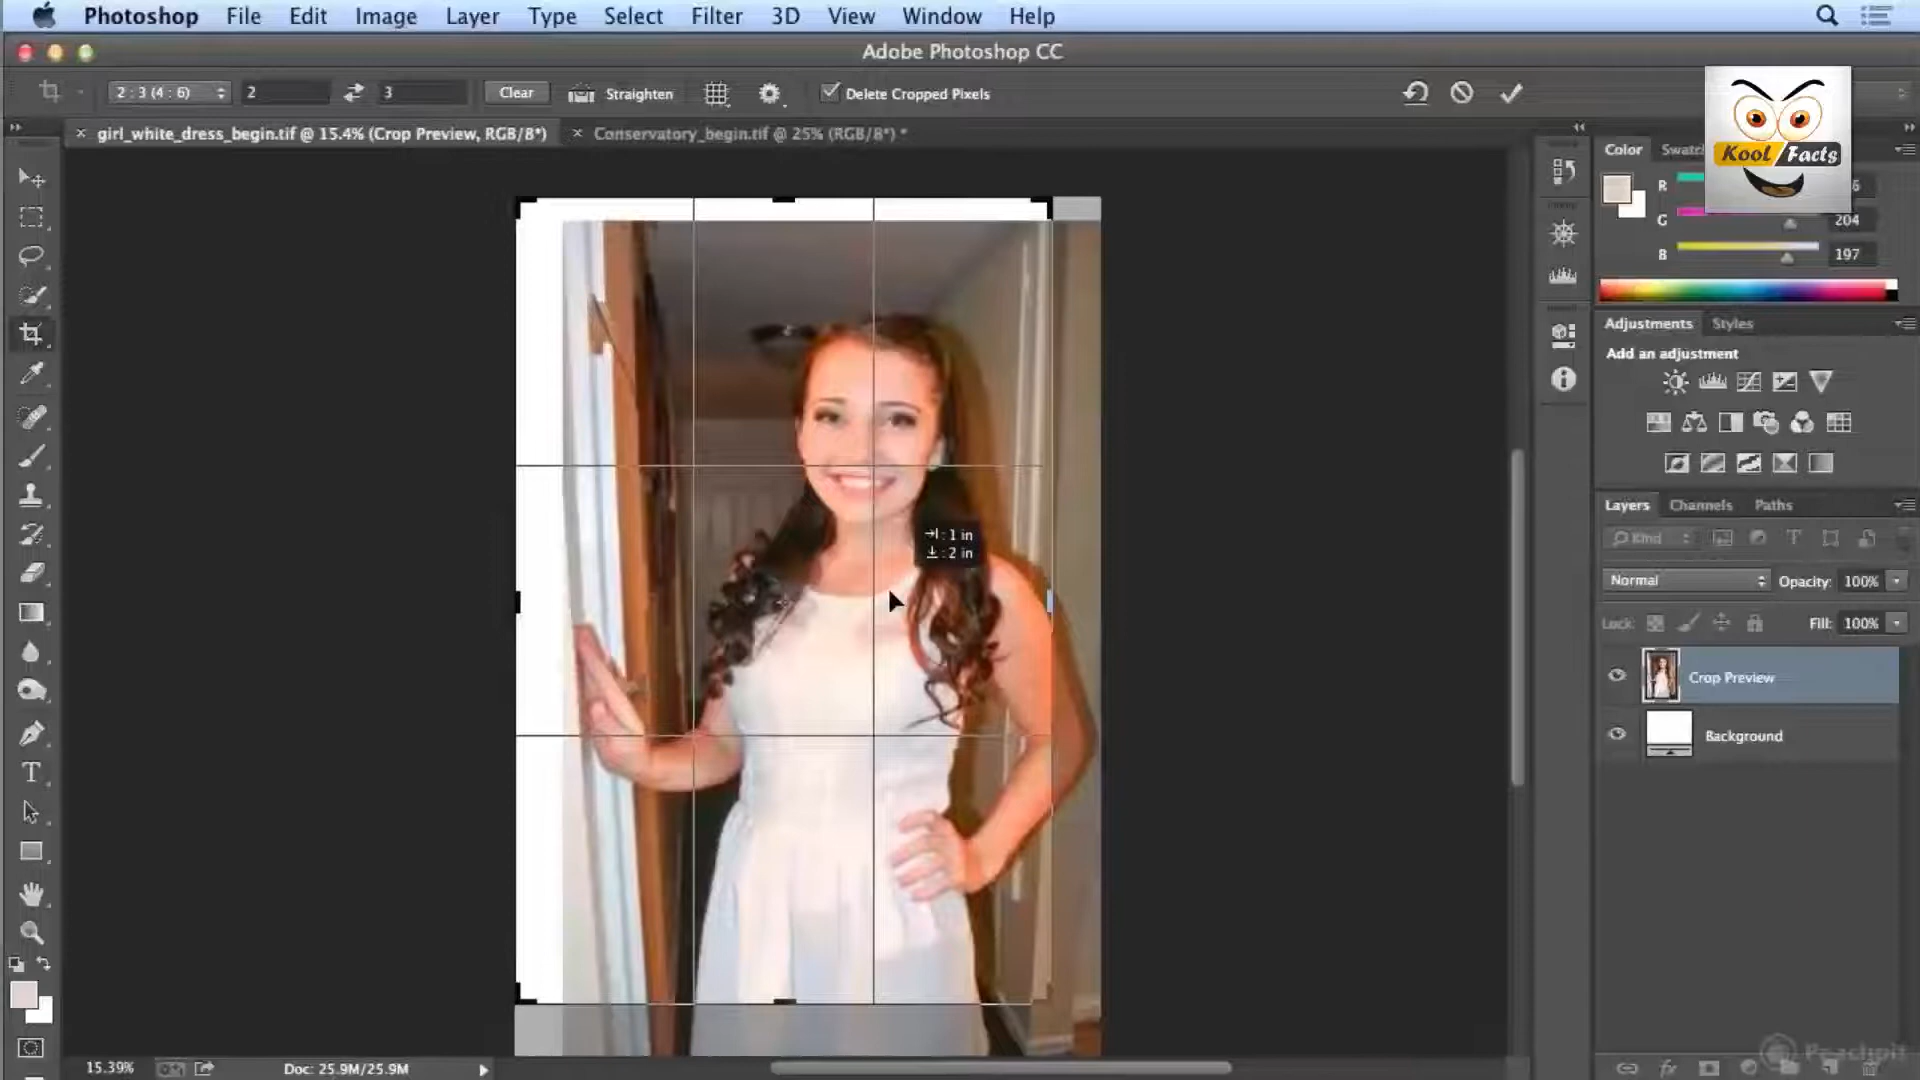 Photoshop File Edit Image Layer Type Select Filter 3D View Window Help
Adobe Photoshop CC
2 : 3 (4 : 6) 2 3 Clear Straighten Delete Cropped Pixels
girl_white_dress_begin.tif @ 15.4% (Crop Preview, RGB/8*) Conservatory_begin.tif @ 25% (RGB/8*) *
Kool Facts
Color
R
G 204
B 197
Adjustments Styles
Add an adjustment
Layers Channels Paths
Kind
Normal Opacity: 100%
Lock: Fill: 100%
Crop Preview
Background
: 1 in
: 2 in
15.39% Doc: 25.9M/25.9M
Peachpit